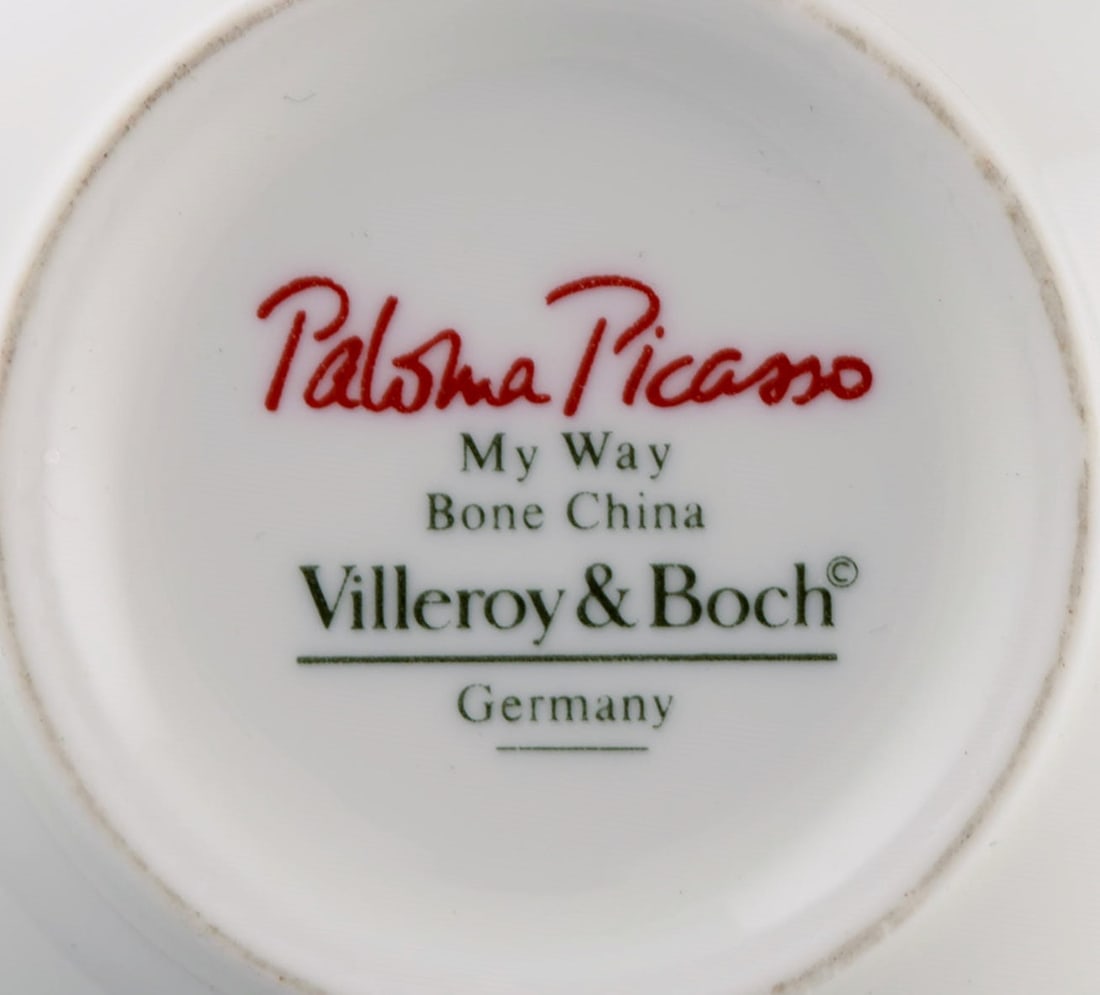 Paloma Picasso
My Way
Bone China
Villeroy & Boch©
Germany